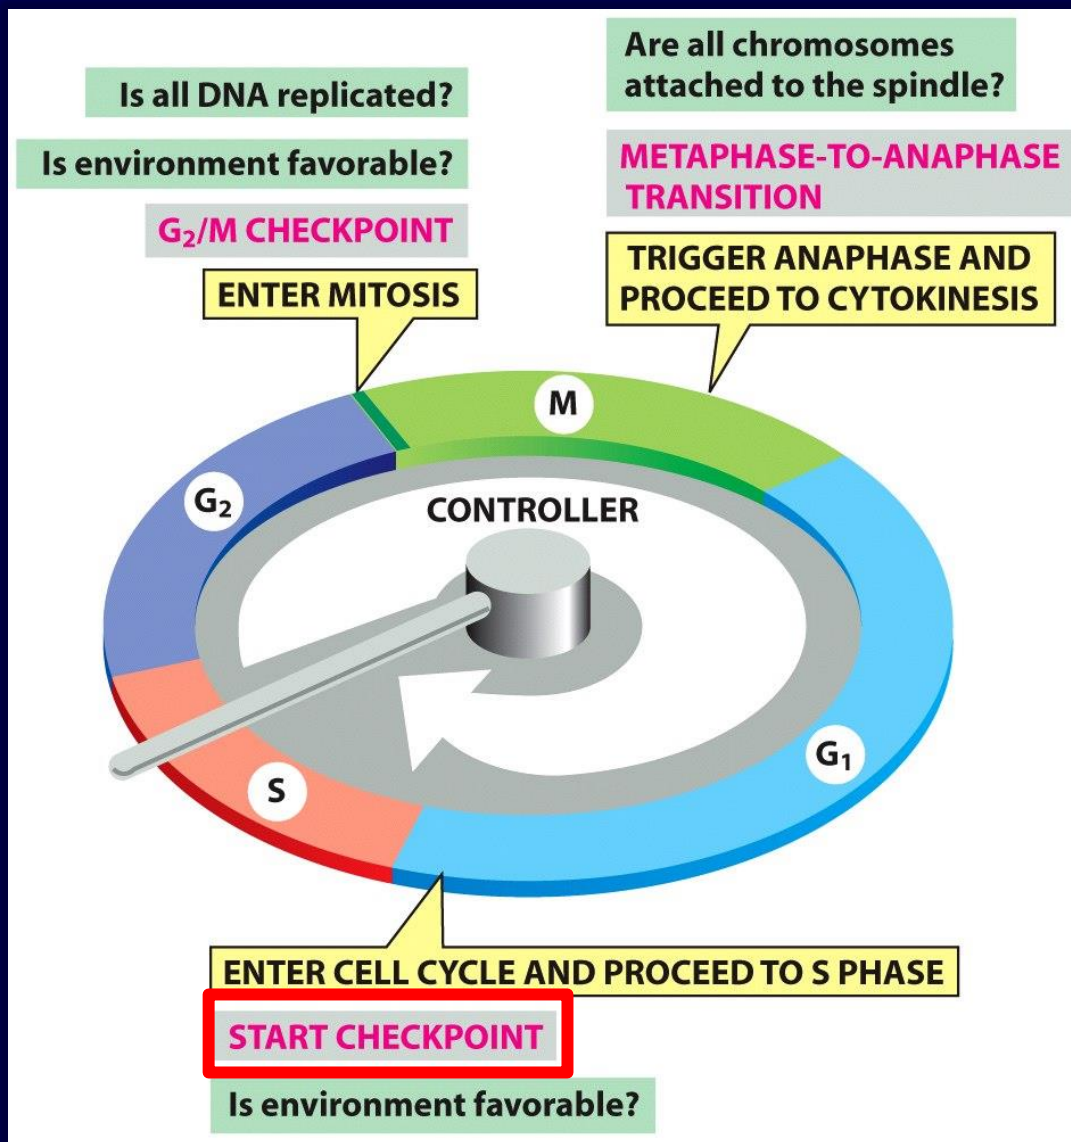 Is all DNA replicated?
Is environment favorable?
G₂/M CHECKPOINT
ENTER MITOSIS
Are all chromosomes
attached to the spindle?
METAPHASE-TO-ANAPHASE
TRANSITION
TRIGGER ANAPHASE AND
PROCEED TO CYTOKINESIS
M
G₂
CONTROLLER
G₁
S
ENTER CELL CYCLE AND PROCEED TO S PHASE
START CHECKPOINT
Is environment favorable?